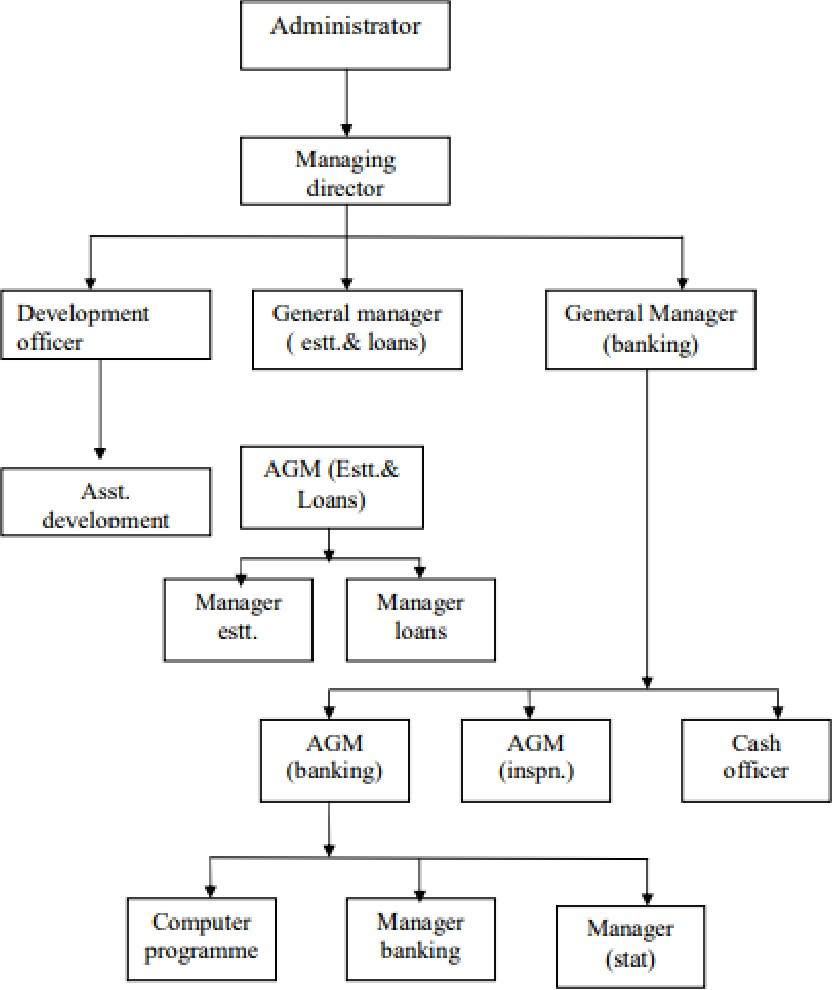 Administrator
Managing
director
Development
officer
General manager
( estt.& loans)
General Manager
(banking)
Asst.
development
AGM (Estt.&
Loans)
Manager
estt.
Manager
loans
AGM
(banking)
AGM
(inspn.)
Cash
officer
Computer
programme
Manager
banking
Manager
(stat)